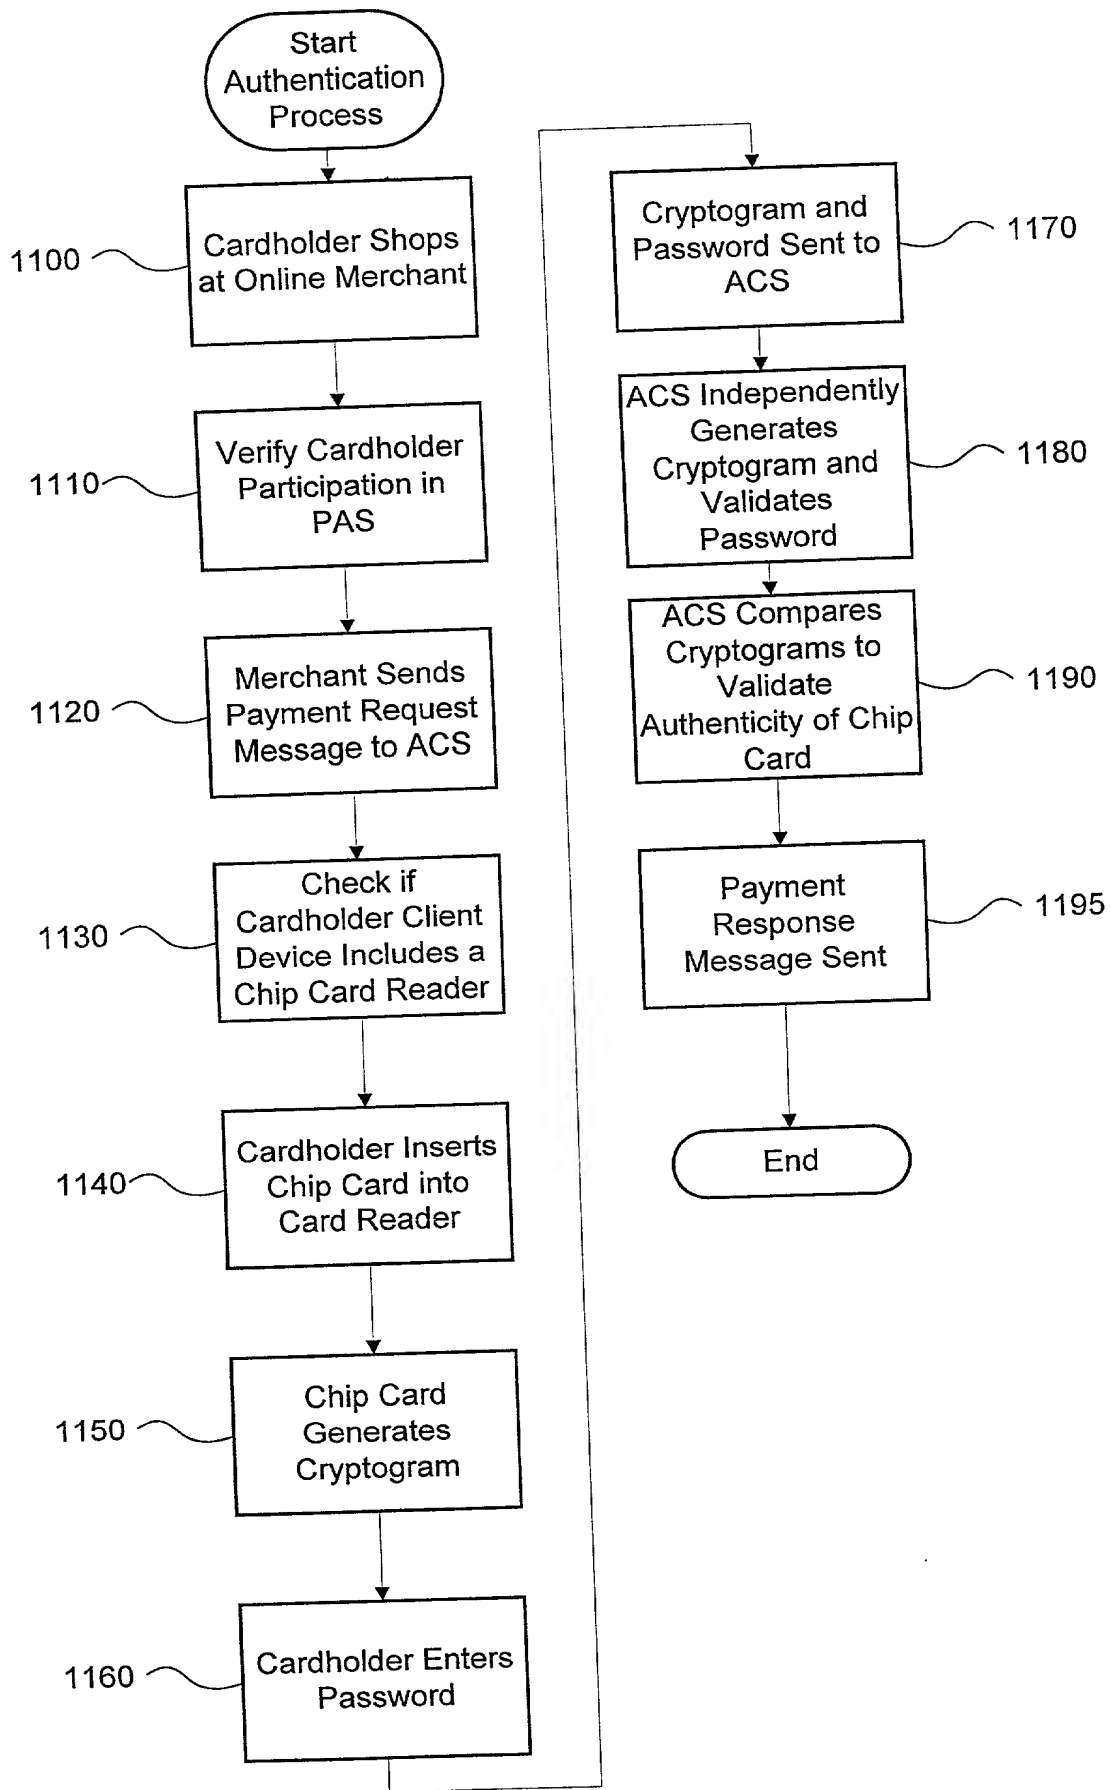 Start
Authentication
Process
1100
Cardholder Shops
at Online Merchant
1110
Verify Cardholder
Participation in
PAS
1120
Merchant Sends
Payment Request
Message to ACS
1130
Check if
Cardholder Client
Device Includes a
Chip Card Reader
1140
Cardholder Inserts
Chip Card into
Card Reader
1150
Chip Card
Generates
Cryptogram
1160
Cardholder Enters
Password
Cryptogram and
Password Sent to
ACS
1170
ACS Independently
Generates
Cryptogram and
Validates
Password
1180
ACS Compares
Cryptograms to
Validate
Authenticity of Chip
Card
1190
Payment
Response
Message Sent
1195
End